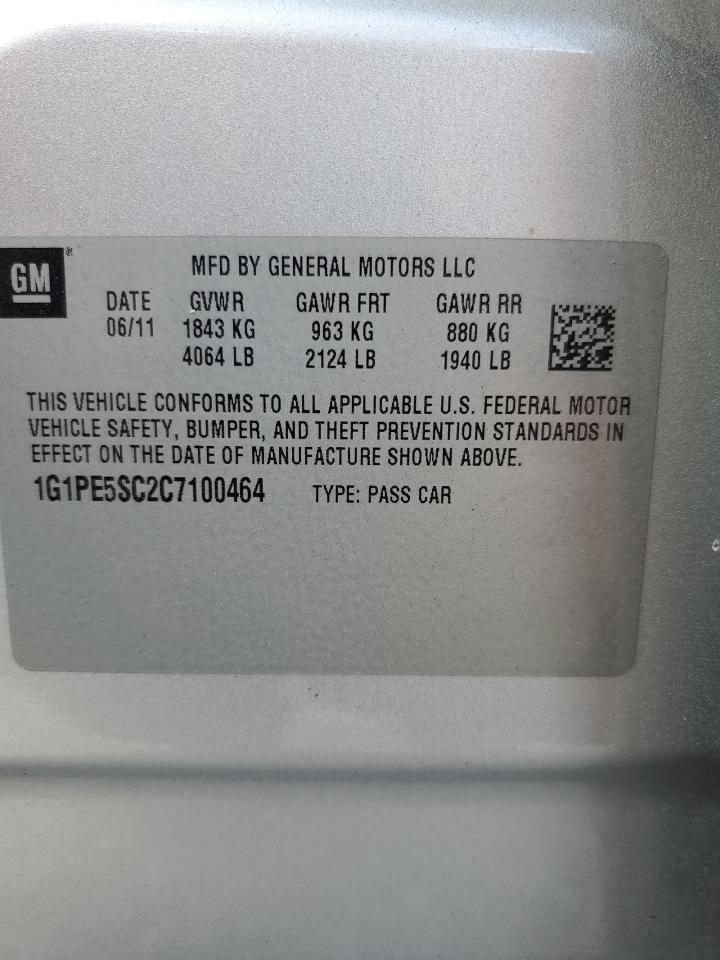 GM®
MFD BY GENERAL MOTORS LLC
DATE GVWR GAWR FRT GAWR RR
06/11 1843 KG 963 KG 880 KG
4064 LB 2124 LB 1940 LB
THIS VEHICLE CONFORMS TO ALL APPLICABLE U.S. FEDERAL MOTOR
VEHICLE SAFETY, BUMPER, AND THEFT PREVENTION STANDARDS IN
EFFECT ON THE DATE OF MANUFACTURE SHOWN ABOVE.
1G1PE5SC2C7100464 TYPE: PASS CAR